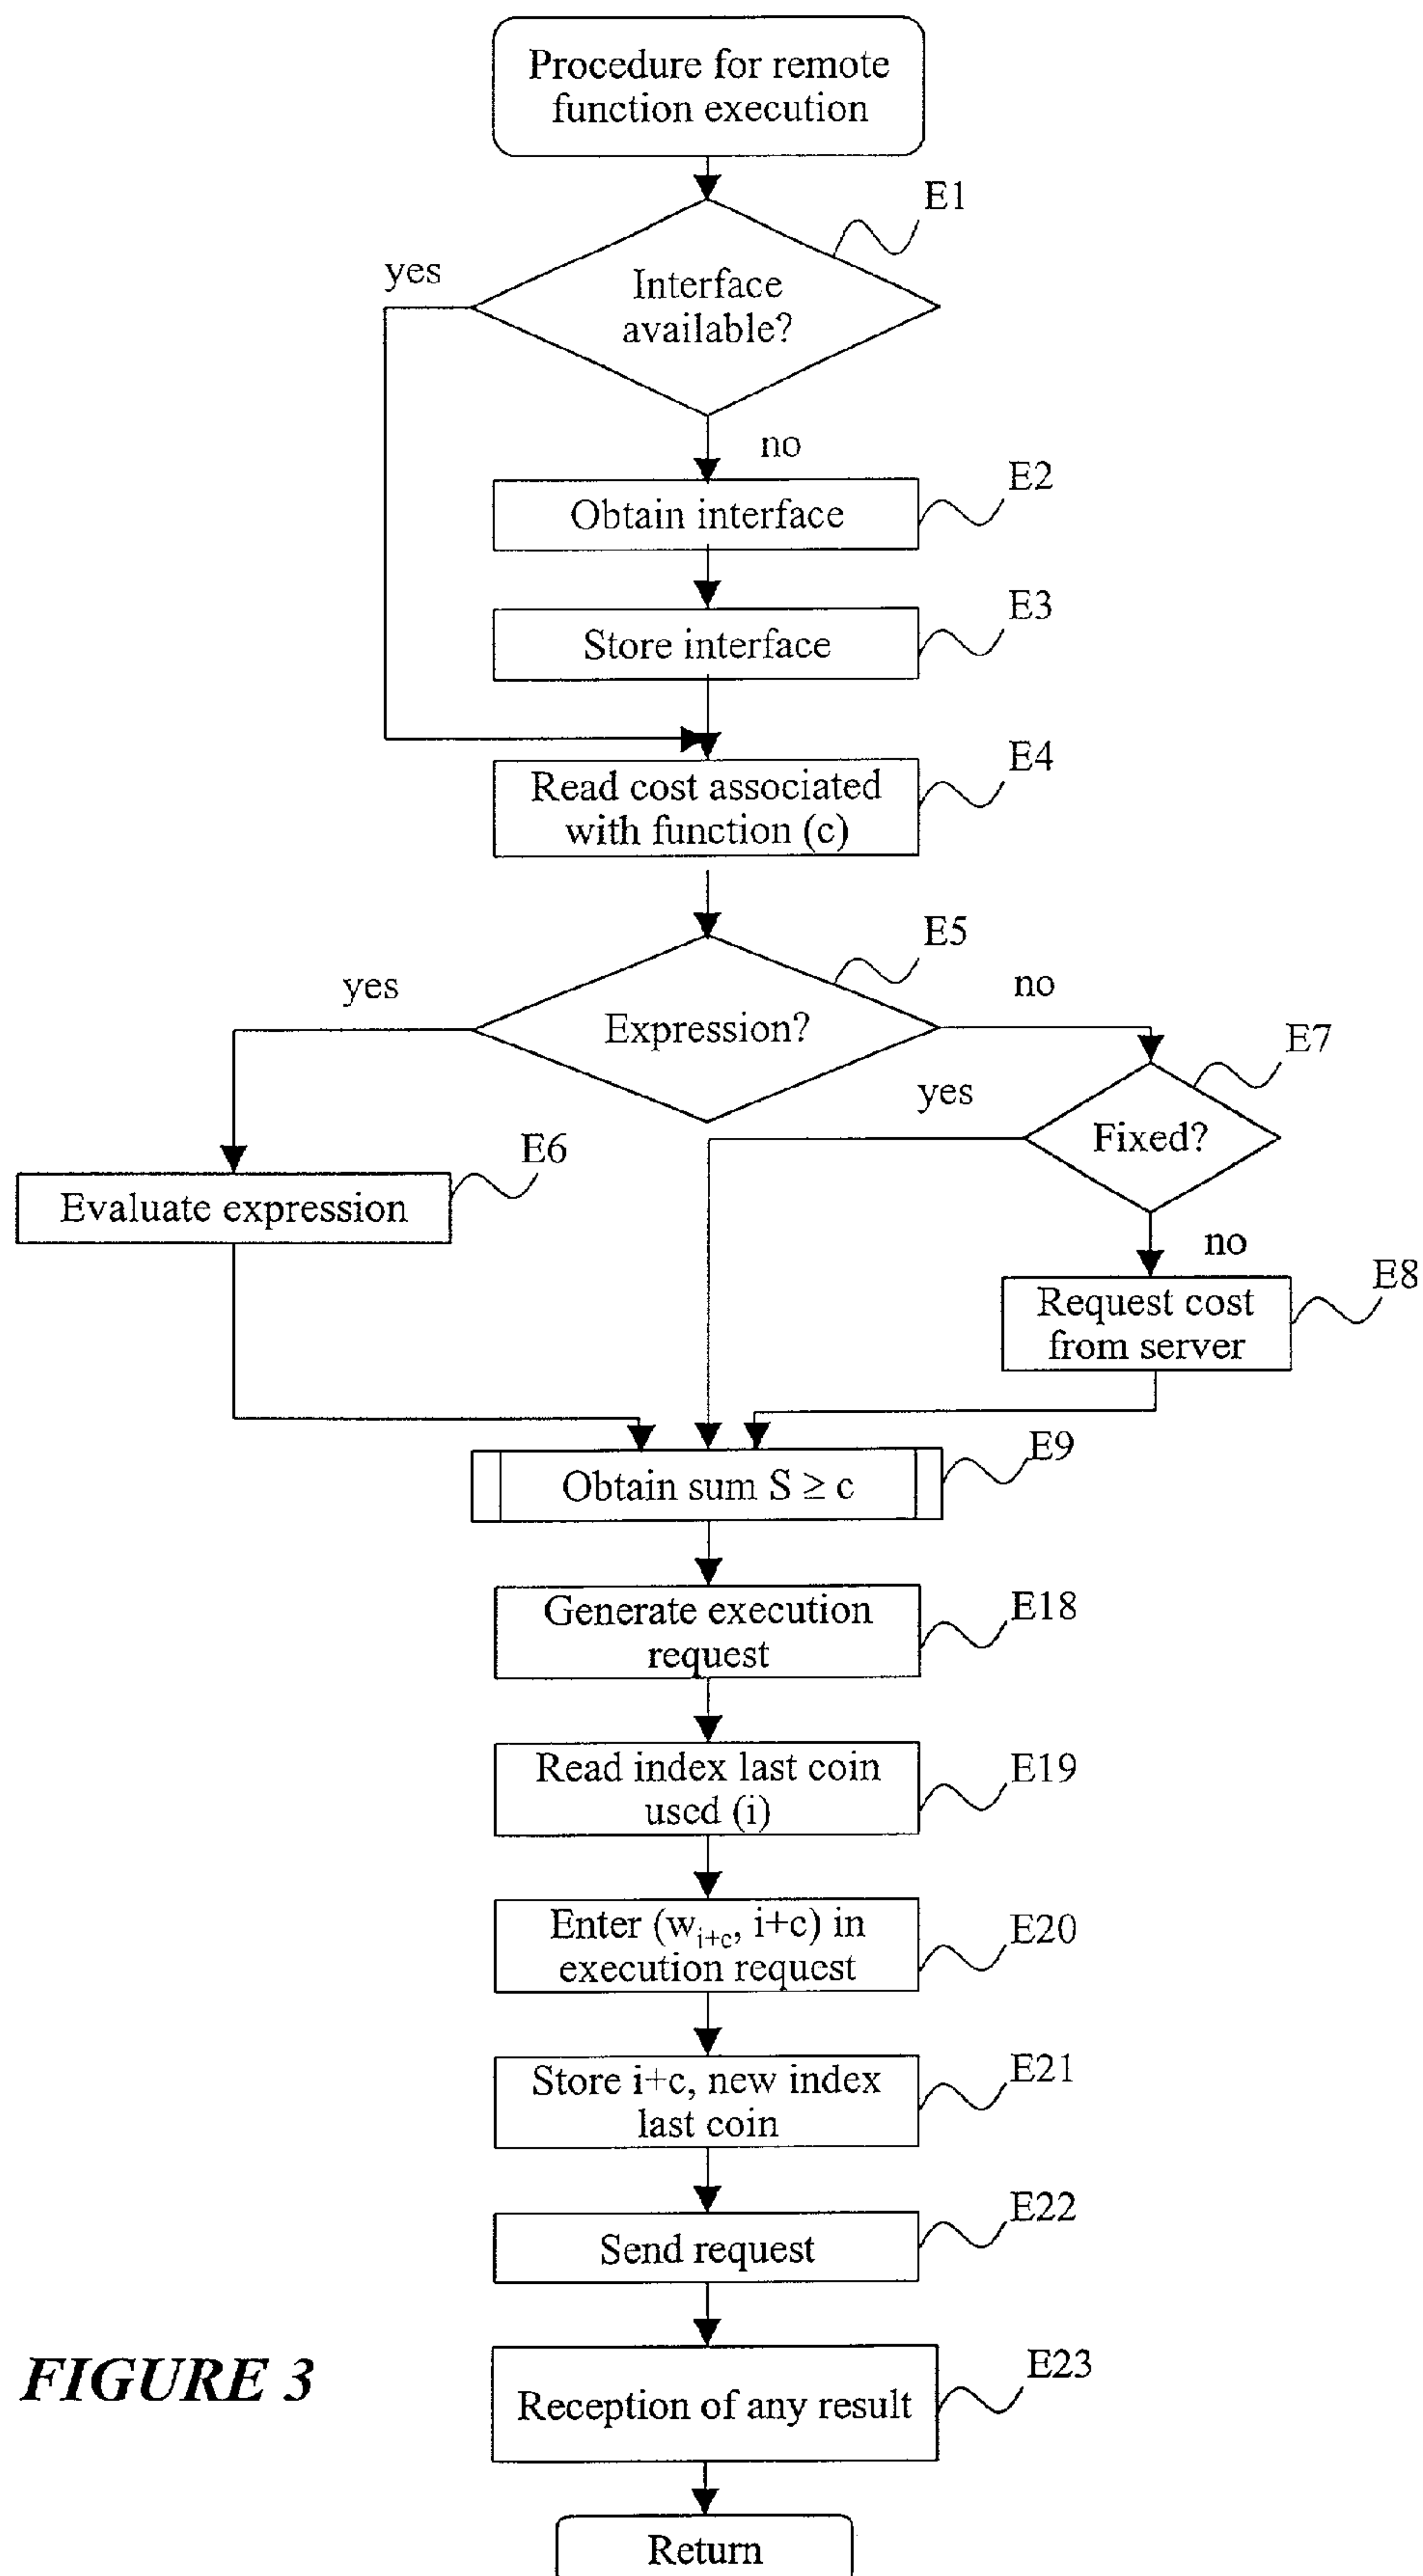 Procedure for remote
function execution
E1
yes
Interface
available?
no
E2
Obtain interface
E3
Store interface
E4
Read cost associated
with function (c)
E5
yes
no
Expression?
E7
yes
Fixed?
E6
Evaluate expression
no
E8
Request cost
from server
E9
Obtain sum S ≥ c
E18
Generate execution
request
E19
Read index last coin
used (i)
E20
Enter (w_{i+c}, i+c) in
execution request
E21
Store i+c, new index
last coin
E22
Send request
E23
FIGURE 3
Reception of any result
Return